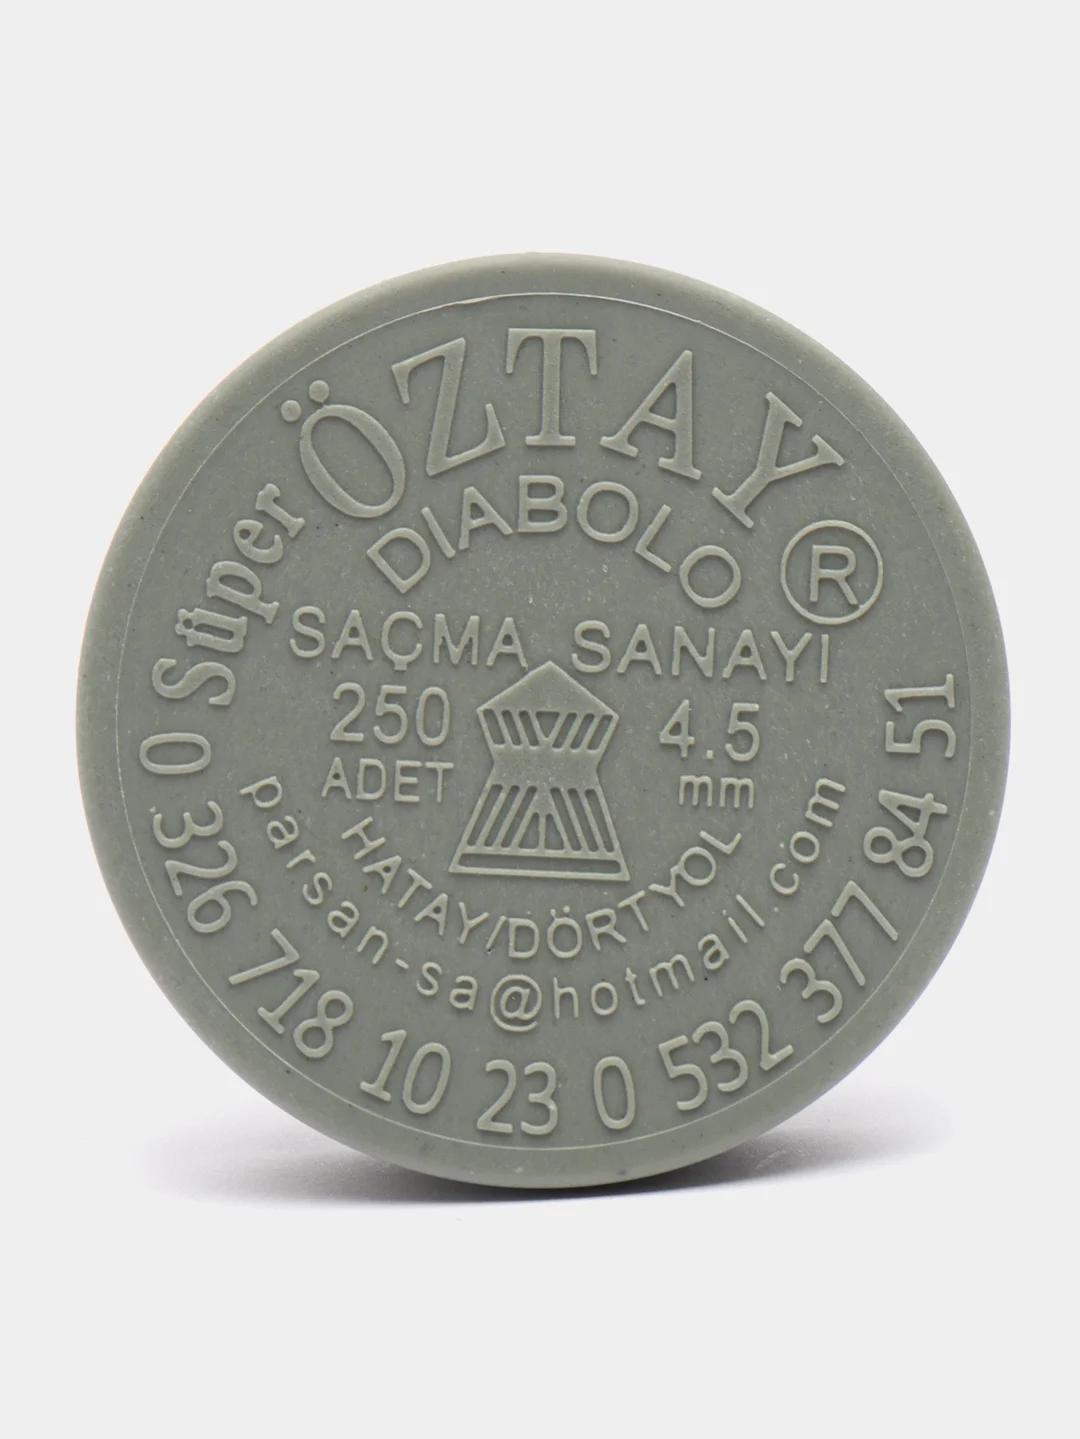 Süper ÖZTAY ®
DIABOLO
SAÇMA SANAYI
250 4.5
ADET mm
HATAY/DÖRTYOL
parsan-sa@hotmail.com
0 326 718 10 23 0 532 377 84 51